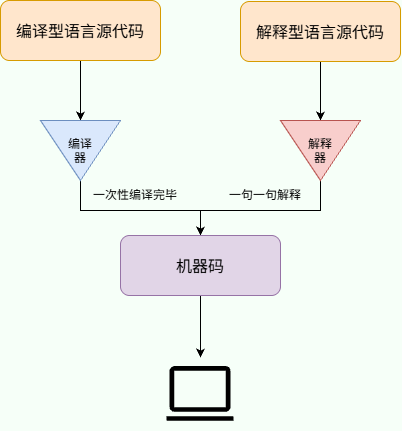 编译型语言源代码
解释型语言源代码
编译
器
解释
器
一次性编译完毕
一句一句解释
机器码